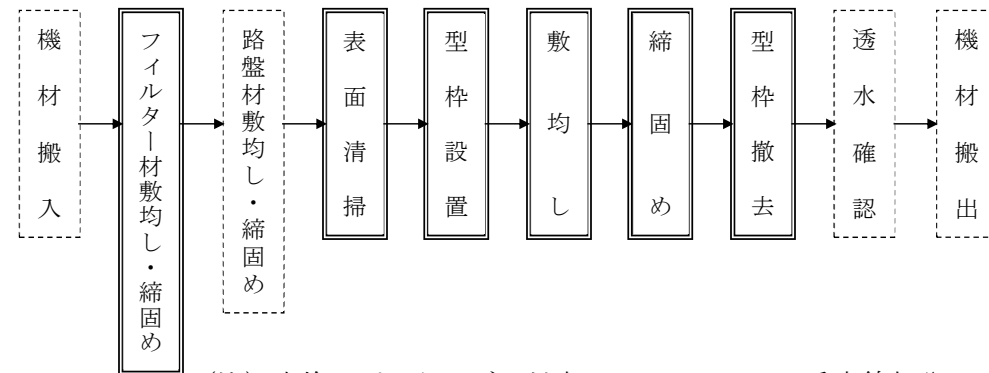 機材搬入
フィルター材敷均し・締固め
路盤材敷均し・締固め
表面清掃
型枠設置
敷均し
締固め
型枠撤去
透水確認
機材搬出